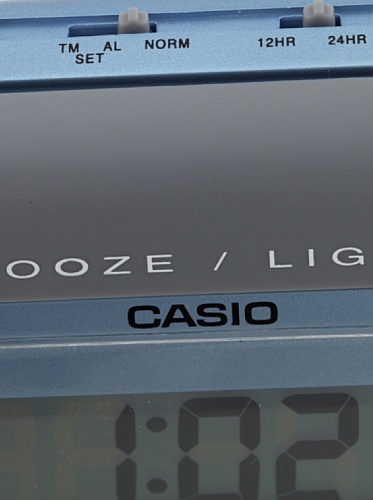 TM AL NORM 12HR 24HR
SET
OOZE / LIG
CASIO
1:02